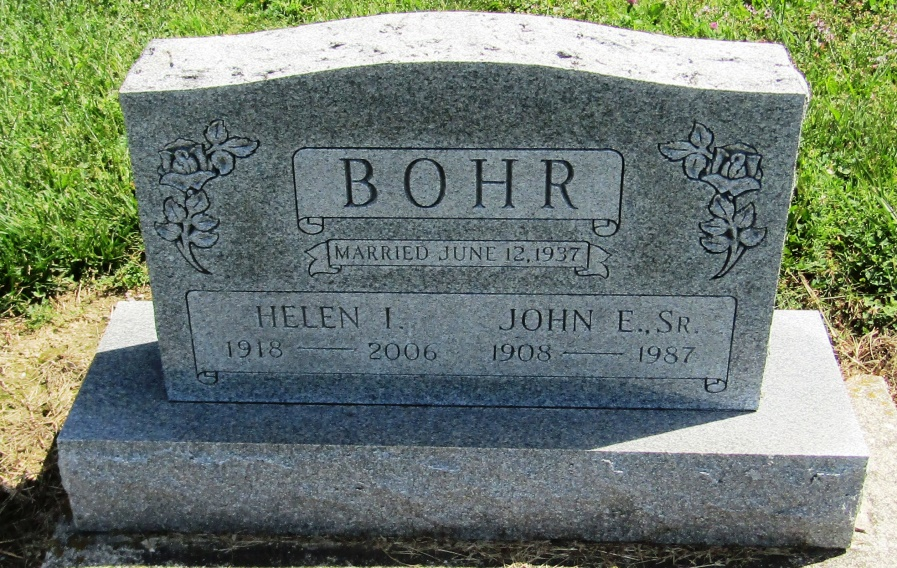 BOHR
MARRIED JUNE 12, 1937
HELEN I. JOHN E., SR.
1918 — 2006 1908 — 1987